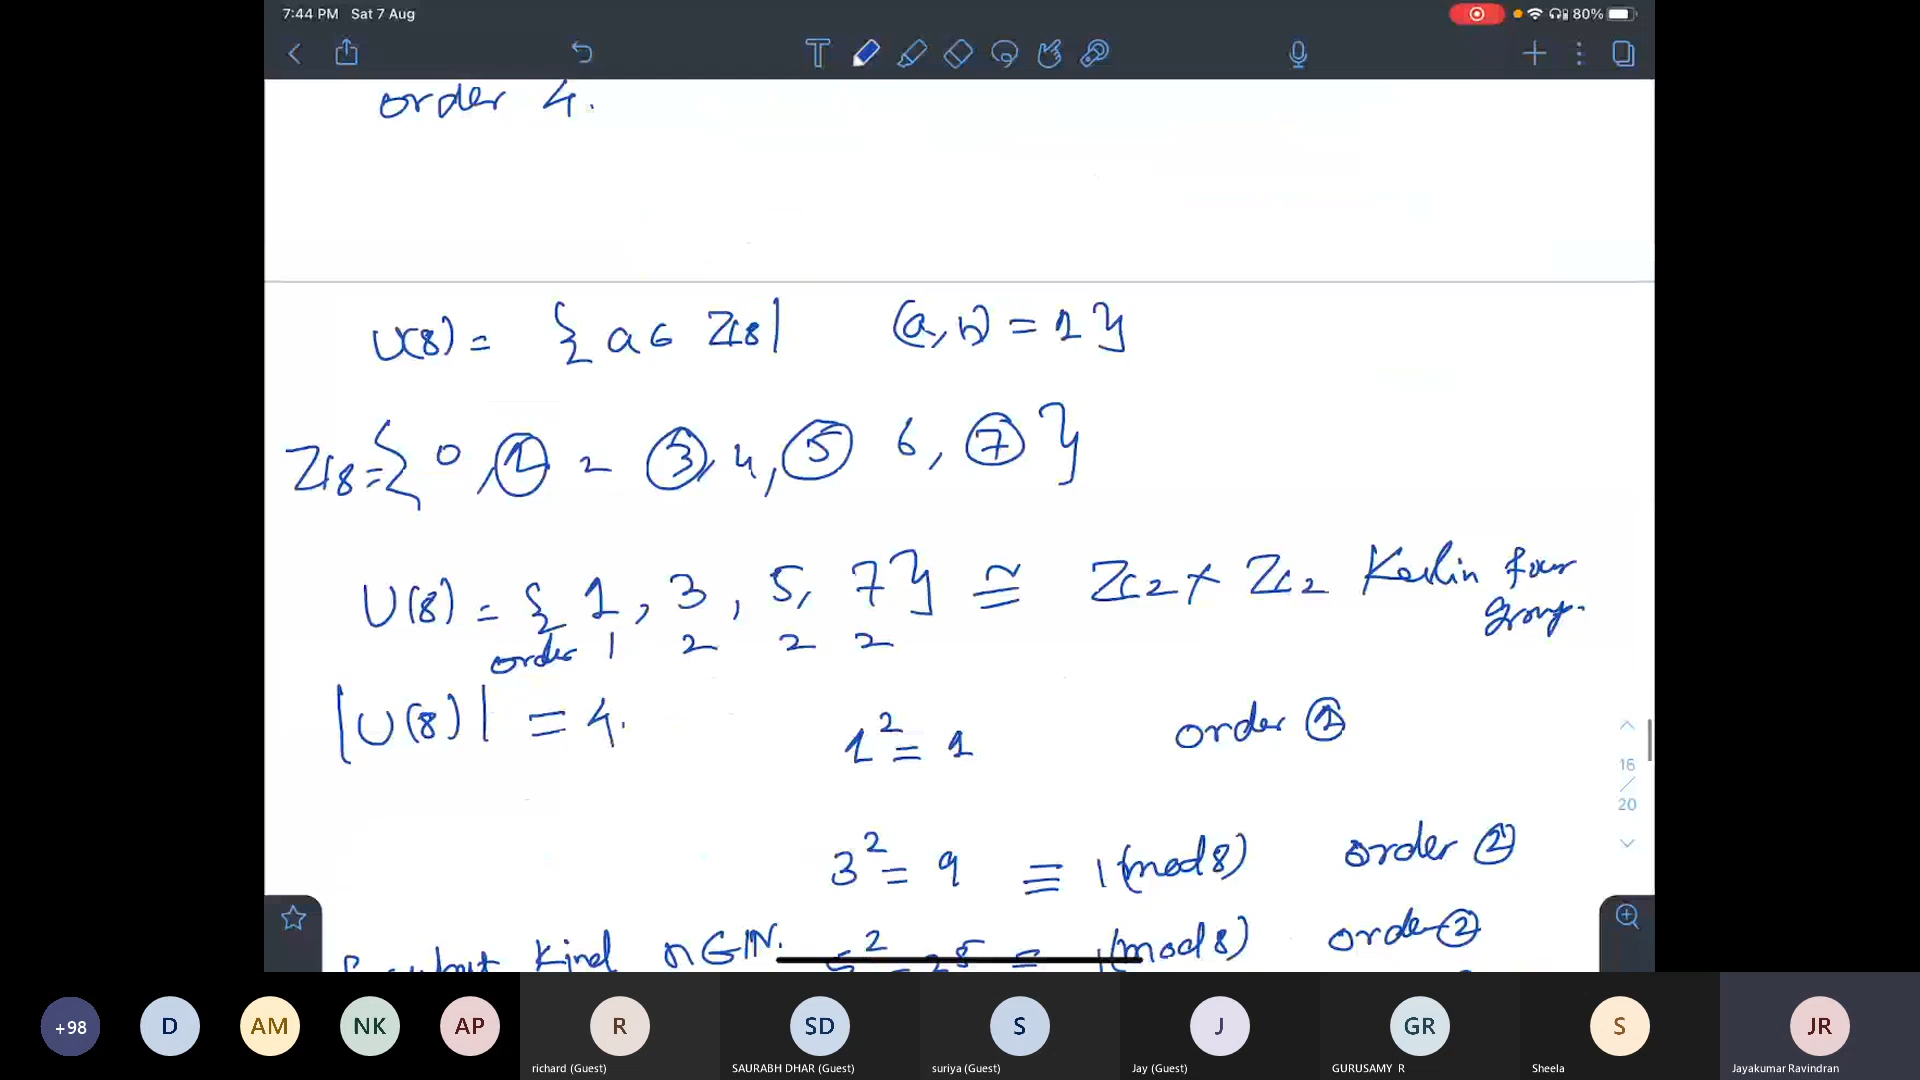 7:44 PM Sat 7 Aug
80%
order 4.
U(8) = { a ∈ ℤ8 | (a, n) = 1 }
ℤ8 = { 0, 1 2 3, 4, 5 6, 7 }
U(8) = { 1, 3, 5, 7 } ≅ ℤ2 × ℤ2 four
group.
order 1 2 2 2
|U(8)| = 4.
1² = 1 order 1
16
20
3² = 9 ≡ 1 (mod 8) order 2
kind n ∈ ℕ. 5² = 25 ≡ 1 (mod 8) order 2
+98 D AM NK AP R SD S J GR S JR
richard (Guest) SAURABH DHAR (Guest) suriya (Guest) Jay (Guest) GURUSAMY R Sheela Jayakumar Ravindran